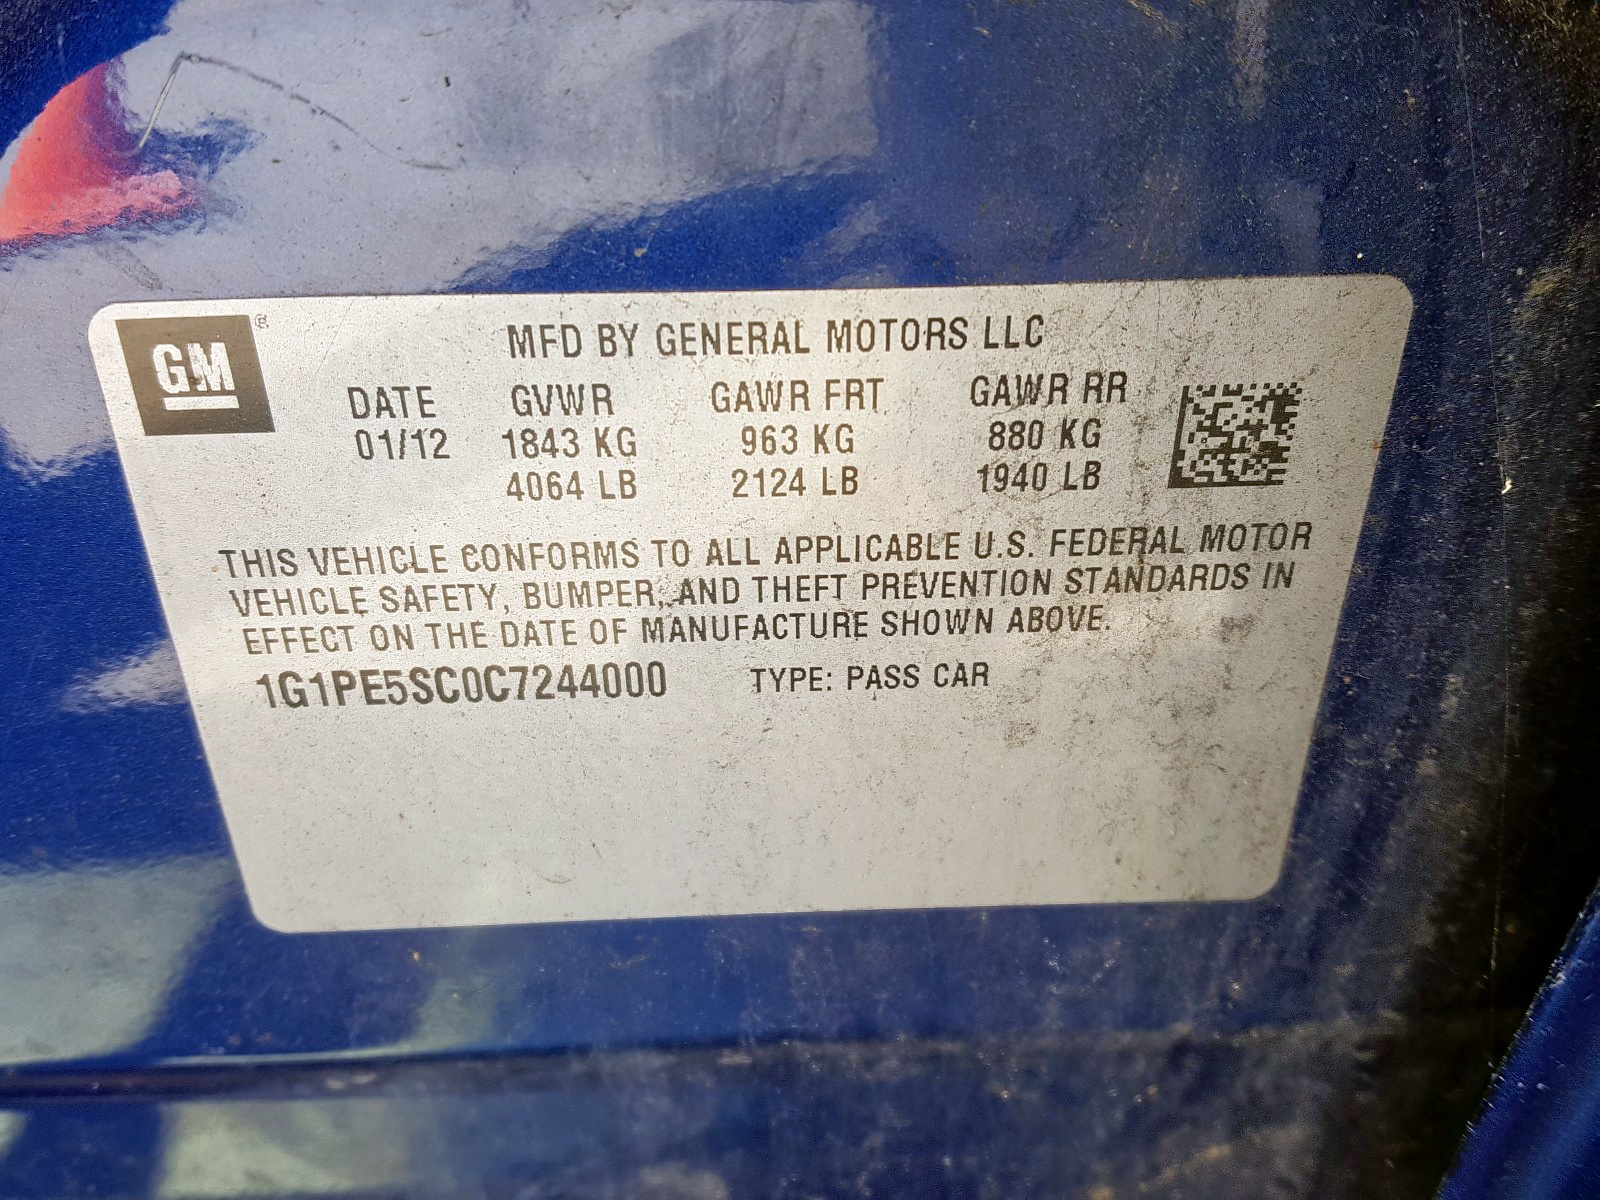 GM ®
MFD BY GENERAL MOTORS LLC
DATE GVWR GAWR FRT GAWR RR
01/12 1843 KG 963 KG 880 KG
4064 LB 2124 LB 1940 LB
THIS VEHICLE CONFORMS TO ALL APPLICABLE U.S. FEDERAL MOTOR
VEHICLE SAFETY, BUMPER, AND THEFT PREVENTION STANDARDS IN
EFFECT ON THE DATE OF MANUFACTURE SHOWN ABOVE.
1G1PE5SC0C7244000 TYPE: PASS CAR